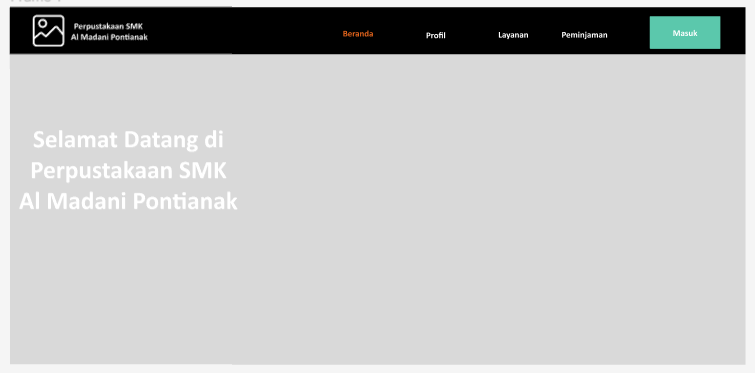 Perpustakaan SMK
Al Madani Pontianak
Beranda
Profil
Layanan
Peminjaman
Masuk
Selamat Datang di
Perpustakaan SMK
Al Madani Pontianak